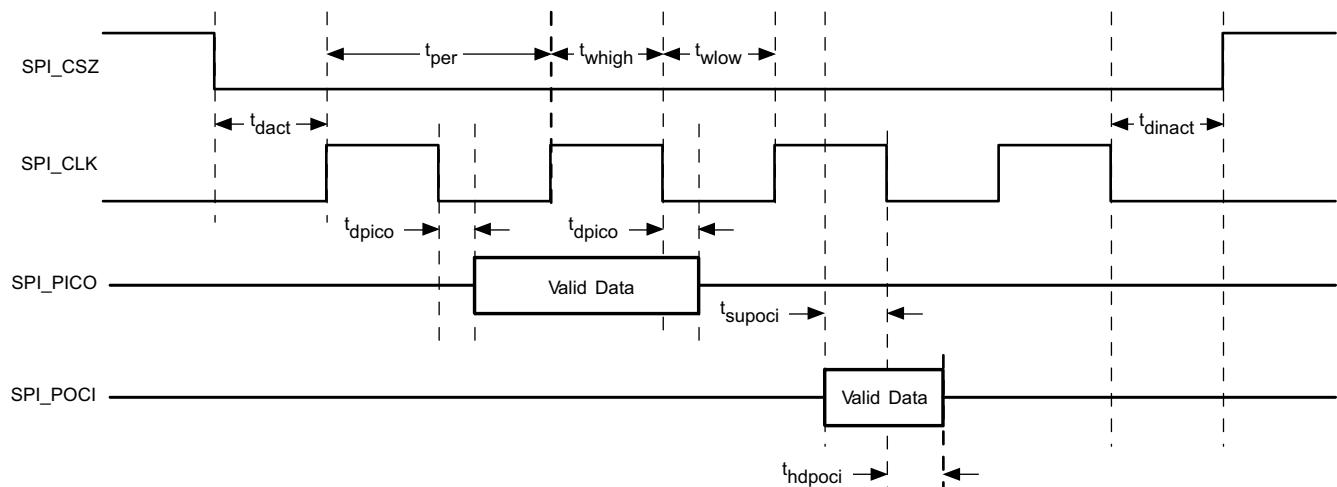 t_per t_whigh t_wlow
SPI_CSZ
t_dact t_dinact
SPI_CLK
t_dpico t_dpico
SPI_PICO Valid Data
t_supoci
SPI_POCI Valid Data
t_hdpoci